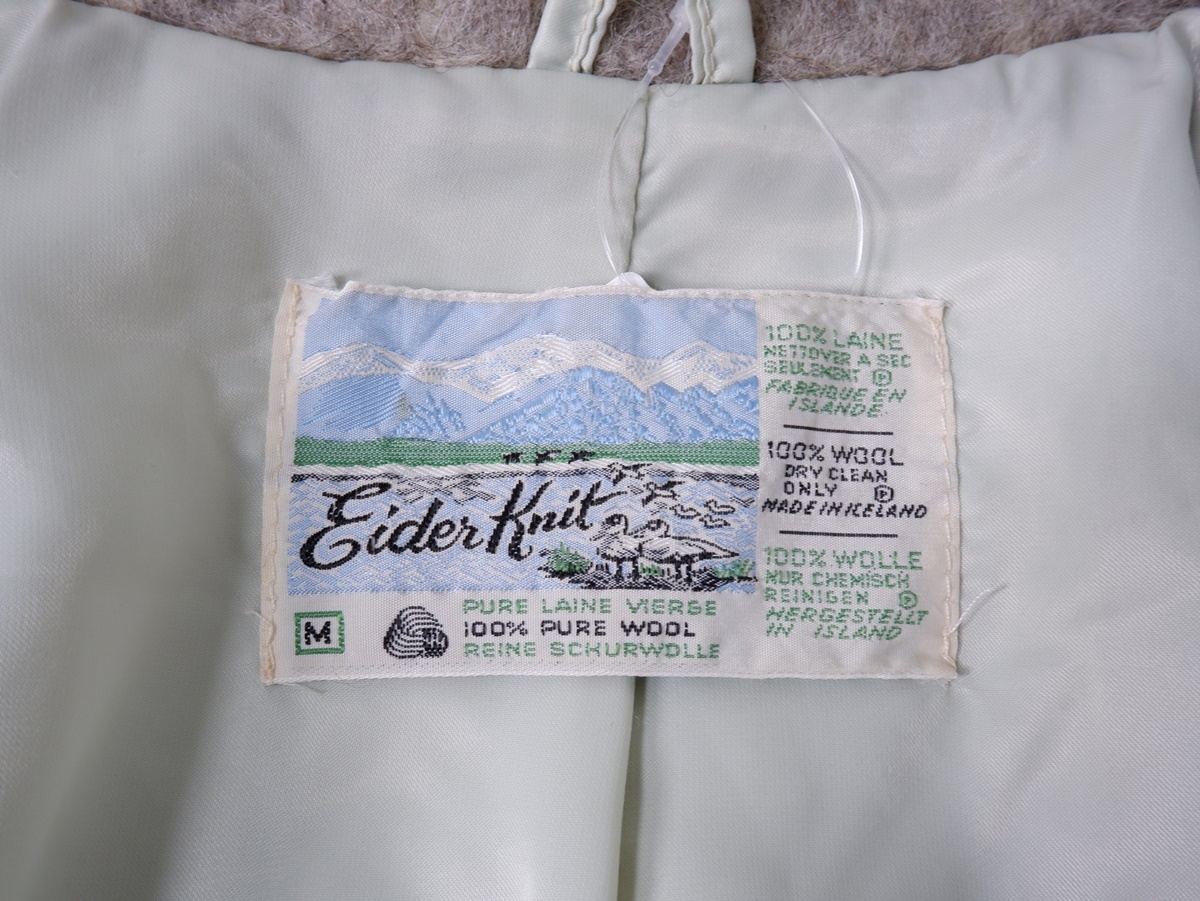 Eider Knit
M
PURE LAINE VIERGE
100% PURE WOOL
REINE SCHURWOLLE
100% LAINE
NETTOYER A SEC
SEULEMENT Ⓟ
FABRIQUE EN
ISLANDE.
100% WOOL
DRY CLEAN
ONLY Ⓟ
MADE IN ICELAND
100% WOLLE
NUR CHEMISCH
REINIGEN Ⓟ
HERGESTELLT
IN ISLAND